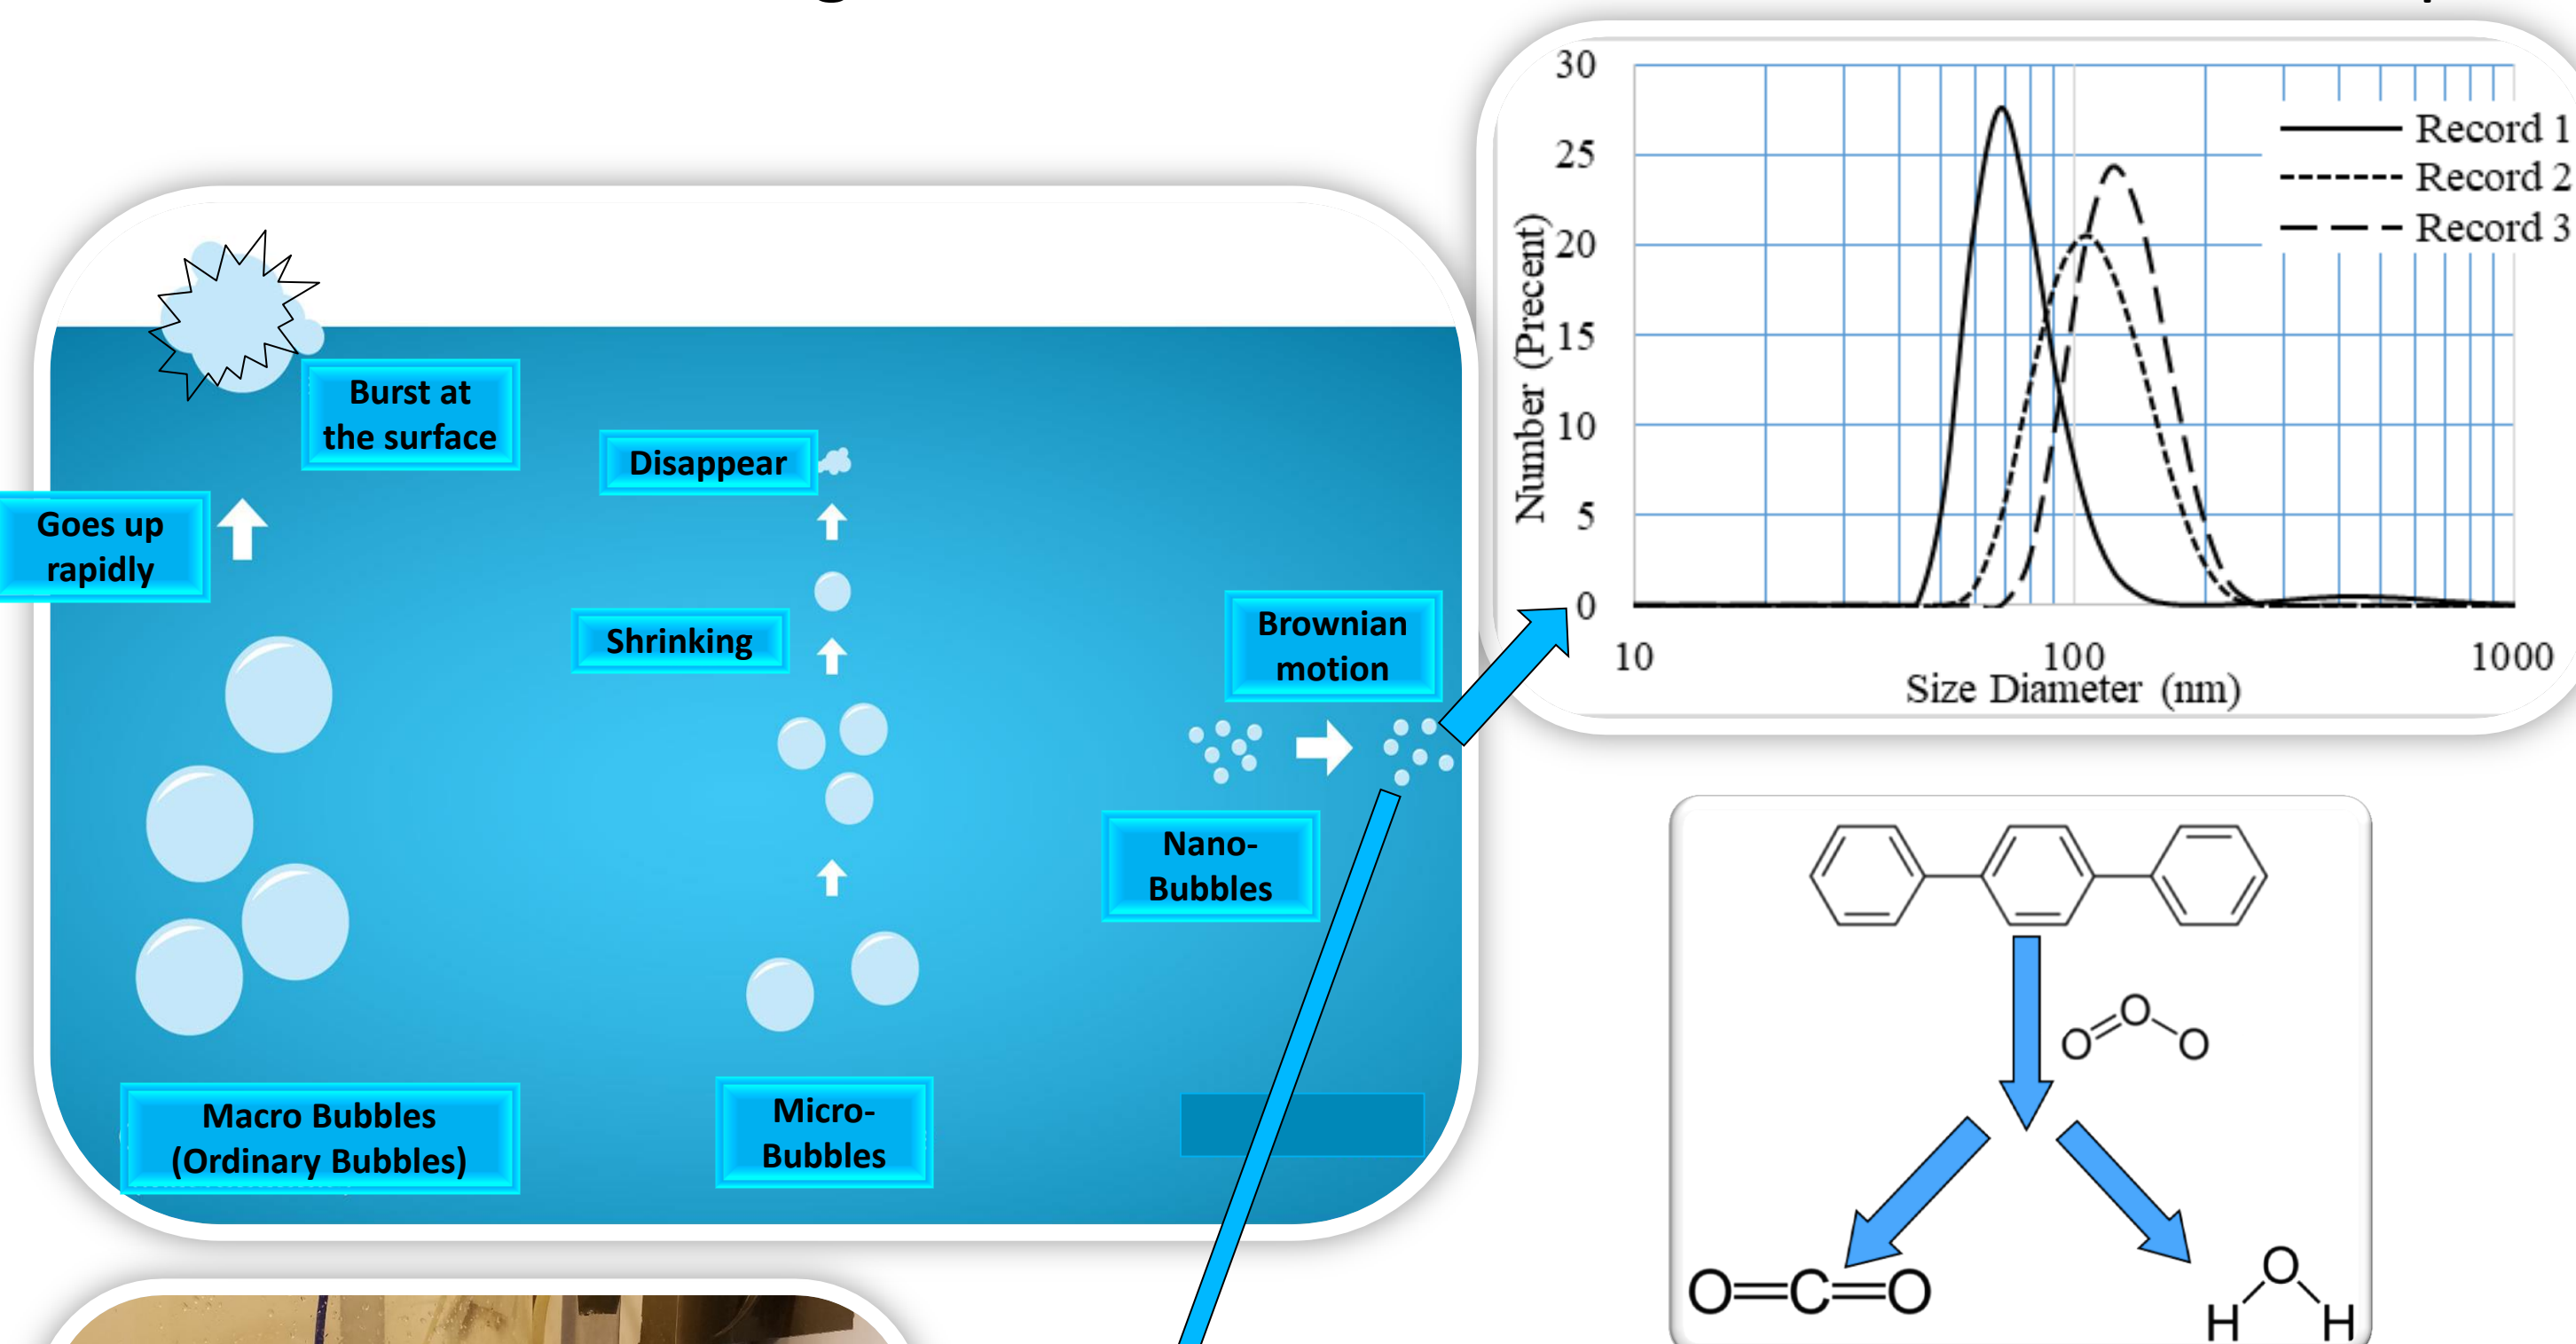 Burst at
the surface
Goes up
rapidly
Disappear
Shrinking
Brownian
motion
Nano-
Bubbles
Macro Bubbles
(Ordinary Bubbles)
Micro-
Bubbles
30
25
20
15
10
5
0
Number (Precent)
Record 1
Record 2
Record 3
10 100 1000
Size Diameter (nm)
O=O-O
O=C=O
O
H H